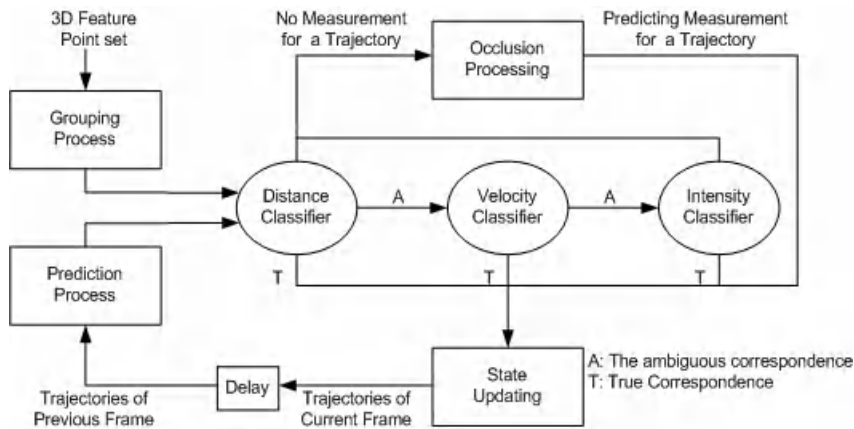 3D Feature
Point set
No Measurement
for a Trajectory
Predicting Measurement
for a Trajectory
Occlusion
Processing
Grouping
Process
Distance
Classifier
A
Velocity
Classifier
A
Intensity
Classifier
Prediction
Process
T
T
T
State
Updating
A: The ambiguous correspondence
T: True Correspondence
Delay
Trajectories of
Previous Frame
Trajectories of
Current Frame